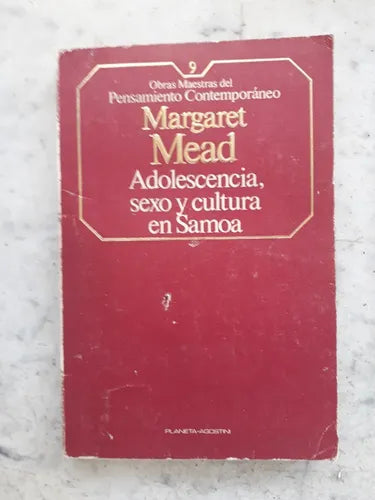 9
Obras Maestras del
Pensamiento Contemporáneo
Margaret
Mead
Adolescencia,
sexo y cultura
en Samoa
PLANETA-AGOSTINI